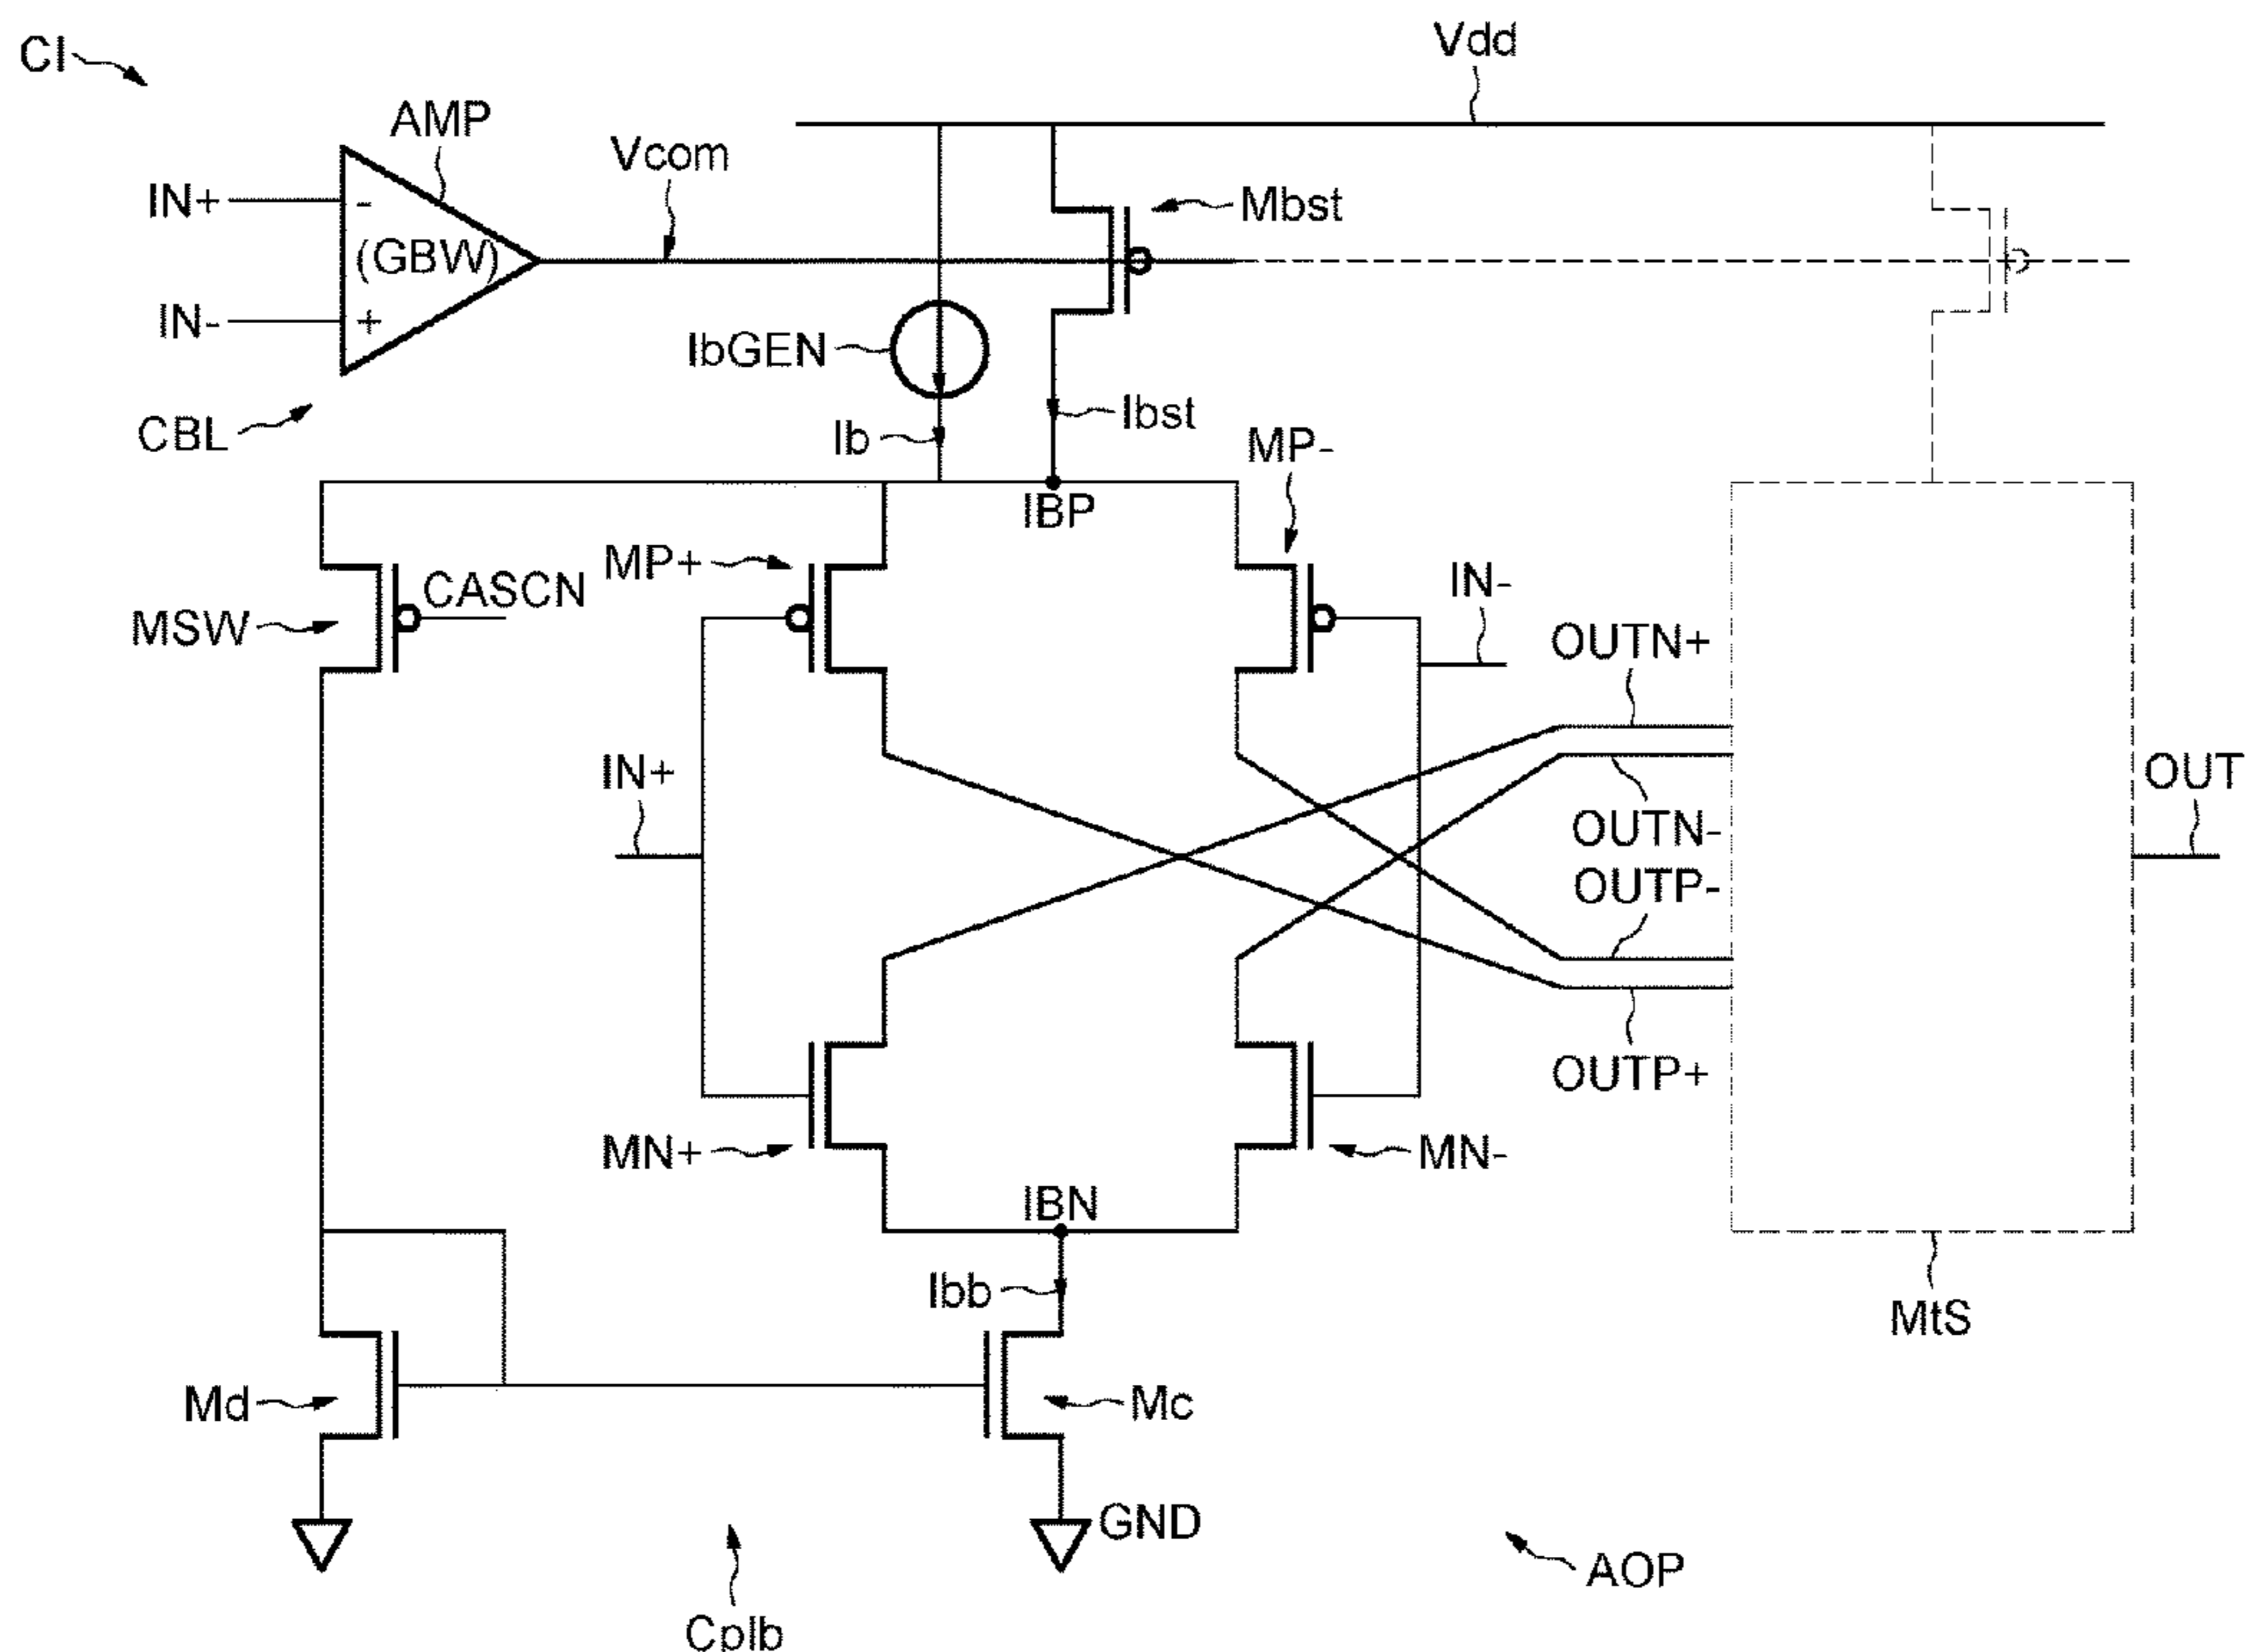 CI
Vdd
AMP
Vcom
IN+
-
Mbst
(GBW)
IN-
+
IbGEN
CBL
Ib
Ibst
MP-
IBP
MP+
CASCN
IN-
MSW
OUTN+
IN+
OUT
OUTN-
OUTP-
OUTP+
MN+
MN-
IBN
Ibb
MtS
Md
Mc
GND
AOP
CpIb